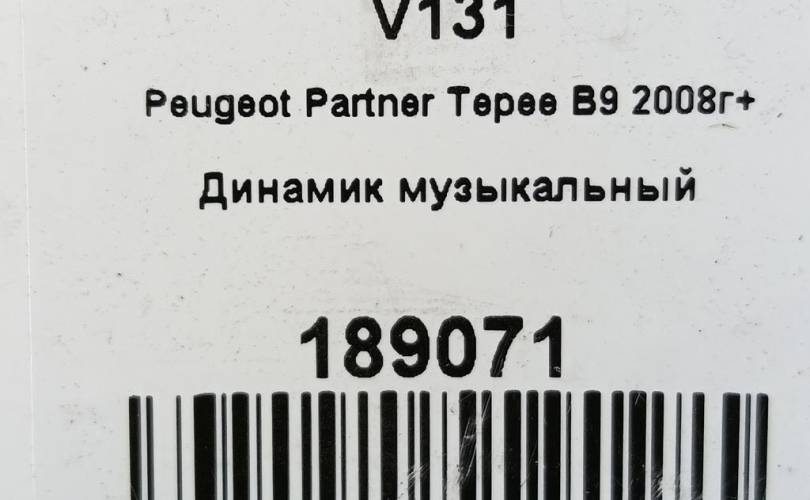 V131
Peugeot Partner Tepee B9 2008г+
Динамик музыкальный
189071